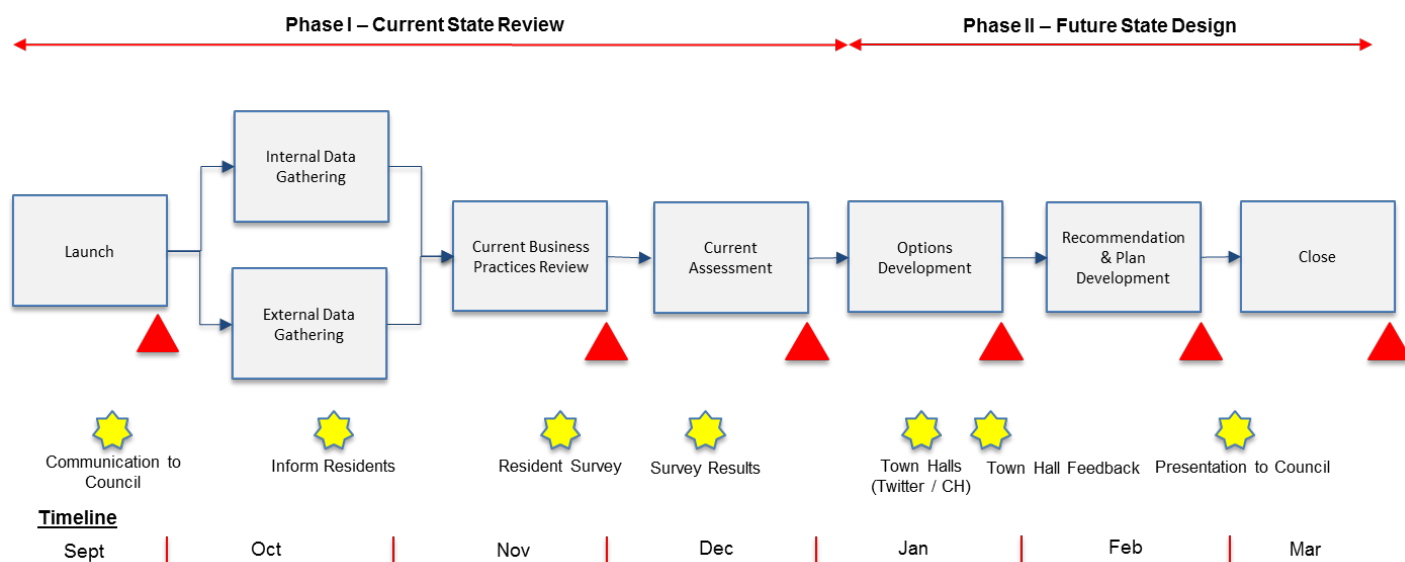 Phase I – Current State Review
Phase II – Future State Design
Internal Data
Gathering
Launch
External Data
Gathering
Current Business
Practices Review
Current
Assessment
Options
Development
Recommendation
& Plan
Development
Close
Communication to
Council
Inform Residents
Resident Survey
Survey Results
Town Halls
(Twitter / CH)
Town Hall Feedback
Presentation to Council
Timeline
Sept
Oct
Nov
Dec
Jan
Feb
Mar